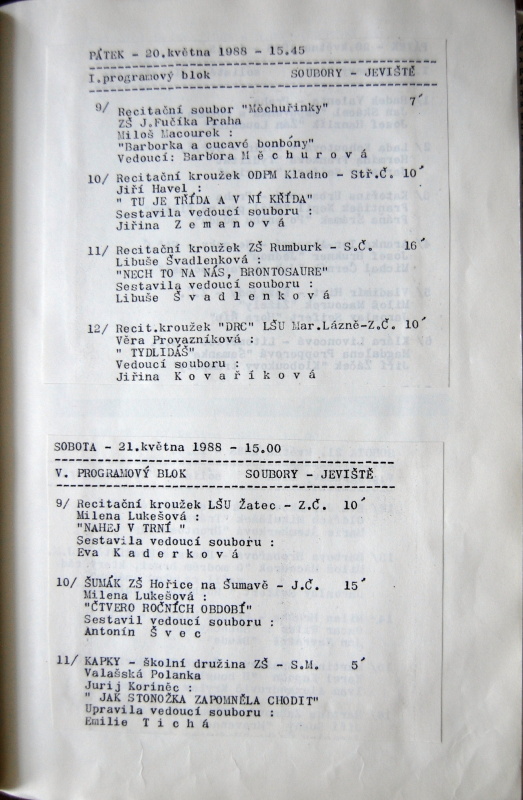 PÁTEK - 20.května 1988 - 15.45
I.programový blok SOUBORY - JEVIŠTĚ
9/ Recitační soubor "Měchuřinky" 7´
ZŠ J.Fučíka Praha
Miloš Macourek :
"Barborka a cucavé bonbóny"
Vedoucí: Barbora M ě c h u r o v á
10/ Recitační kroužek ODPM Kladno - Stř.Č. 10´
Jiří Havel :
" TU JE TŘÍDA A V NÍ KŘÍDA"
Sestavila vedoucí souboru :
Jiřina Z e m a n o v á
11/ Recitační kroužek ZŠ Rumburk - S.Č. 16´
Libuše Švadlenková :
"NECH TO NA NÁS, BRONTOSAURE"
Sestavila vedoucí souboru :
Libuše Š v a d l e n k o v á
12/ Recit.kroužek "DRC" LŠU Mar.Lázně-Z.Č. 10´
Věra Provazníková :
" TYDLIDÁŠ"
Vedoucí souboru :
Jiřina K o v a ř í k o v á
SOBOTA - 21.května 1988 - 15.00
V. PROGRAMOVÝ BLOK SOUBORY - JEVIŠTĚ
9/ Recitační kroužek LŠU Žatec - Z.Č. 10´
Milena Lukešová :
"NAHEJ V TRNÍ "
Sestavila vedoucí souboru :
Eva K a d e r k o v á
10/ ŠUMÁK ZŠ Hořice na Šumavě - J.Č. 15´
Milena Lukešová :
"ČTVERO ROČNÍCH OBDOBÍ"
Sestavil vedoucí souboru :
Antonín Š v e c
11/ KAPKY - školní družina ZŠ - S.M. 5´
Valašská Polanka
Jurij Koriněc :
" JAK STONOŽKA ZAPOMNĚLA CHODIT"
Upravila vedoucí souboru :
Emilie T i c h á